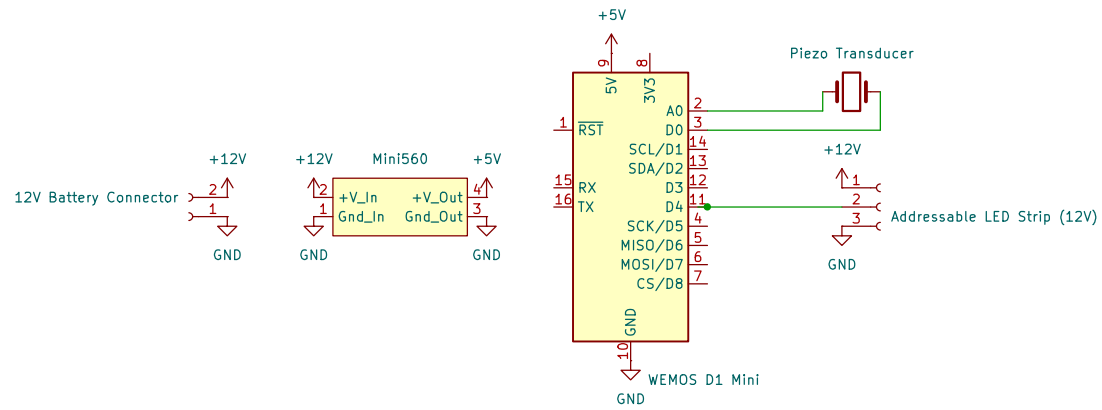 +5V
Piezo Transducer
9
8
5V
3V3
A0 2
D0 3
1 RST
SCL/D1 14
SDA/D2 13
+12V
15 RX
D3 12
1
16 TX
D4 11
2
Addressable LED Strip (12V)
SCK/D5 4
3
MISO/D6 5
MOSI/D7 6
GND
CS/D8 7
GND
10
WEMOS D1 Mini
GND
+12V
12V Battery Connector
2
1
GND
+12V
Mini560
+5V
2 +V_In
+V_Out 4
1 Gnd_In
Gnd_Out 3
GND
GND